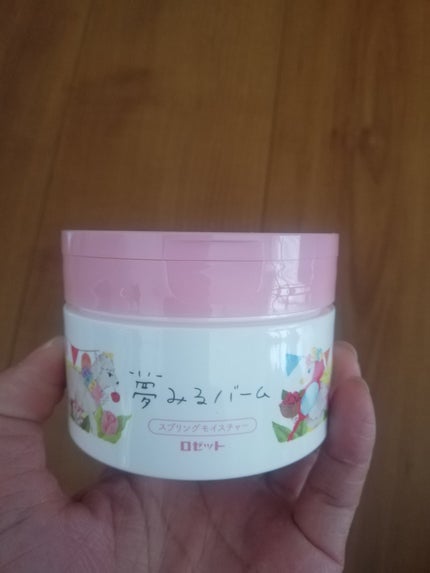 夢みるバーム
スプリングモイスチャー
ロゼット